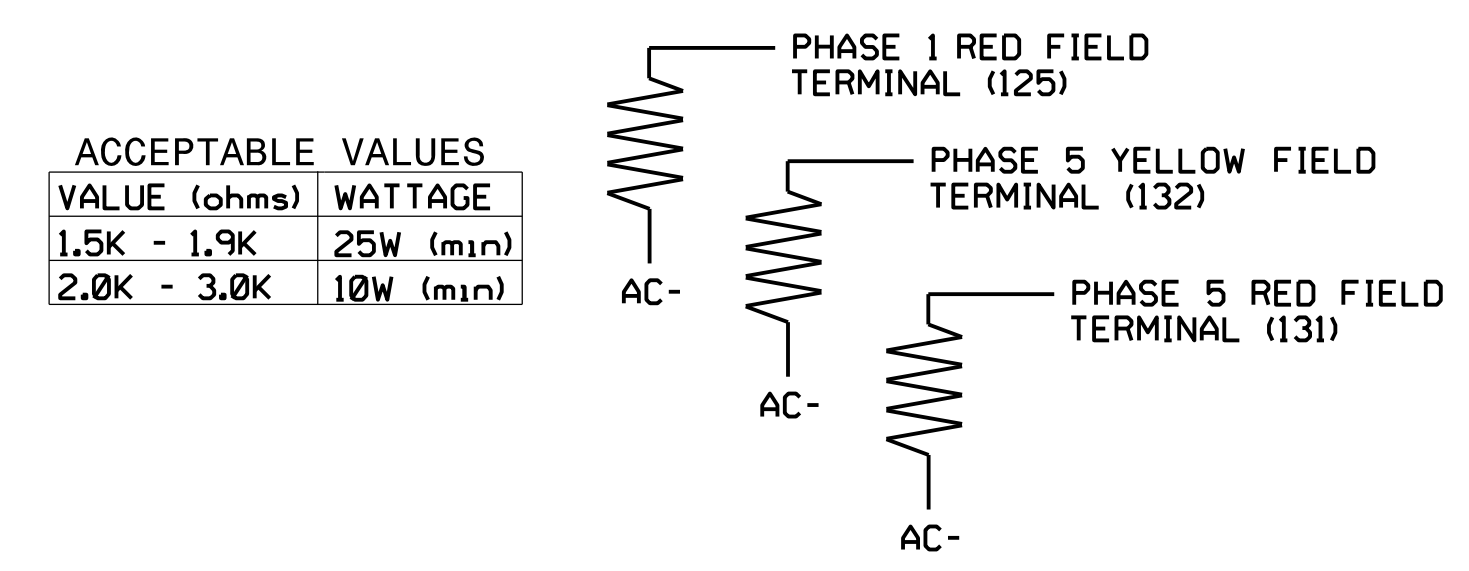 ACCEPTABLE VALUES
VALUE (ohms) WATTAGE
1.5K - 1.9K 25W (min)
2.0K - 3.0K 10W (min)
PHASE 1 RED FIELD
TERMINAL (125)
AC-
PHASE 5 YELLOW FIELD
TERMINAL (132)
AC-
PHASE 5 RED FIELD
TERMINAL (131)
AC-